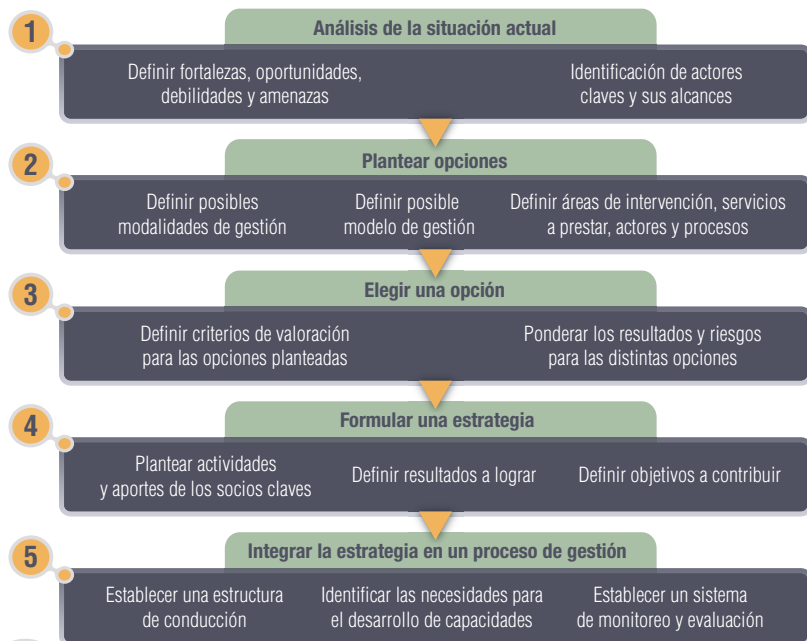 1
Análisis de la situación actual
Definir fortalezas, oportunidades,
debilidades y amenazas
Identificación de actores
claves y sus alcances
2
Plantear opciones
Definir posibles
modalidades de gestión
Definir posible
modelo de gestión
Definir áreas de intervención, servicios
a prestar, actores y procesos
3
Elegir una opción
Definir criterios de valoración
para las opciones planteadas
Ponderar los resultados y riesgos
para las distintas opciones
4
Formular una estrategia
Plantear actividades
y aportes de los socios claves
Definir resultados a lograr
Definir objetivos a contribuir
5
Integrar la estrategia en un proceso de gestión
Establecer una estructura
de conducción
Identificar las necesidades para
el desarrollo de capacidades
Establecer un sistema
de monitoreo y evaluación